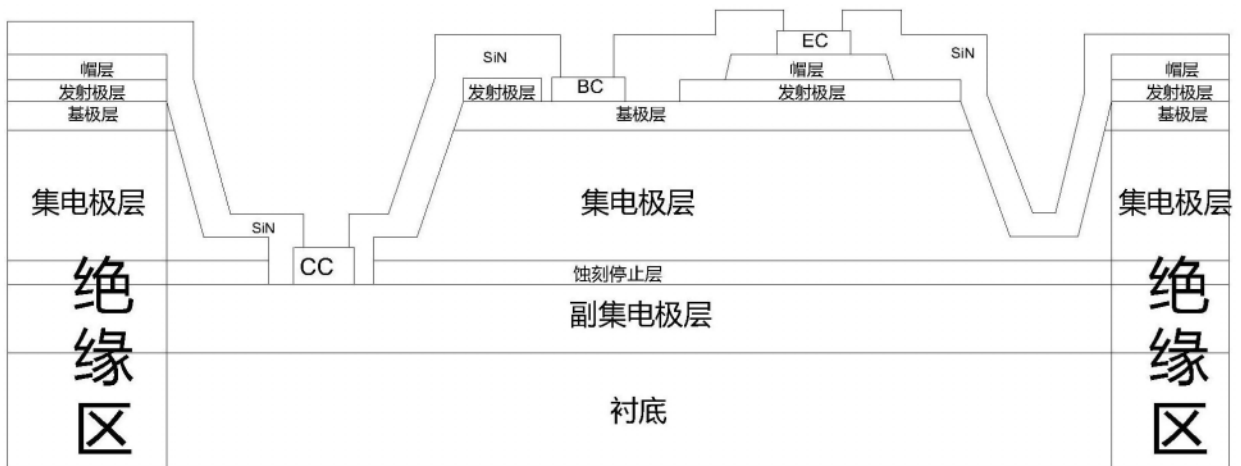 EC
SiN
SiN
帽层
帽层
帽层
BC
发射极层
发射极层
发射极层
发射极层
基极层
基极层
基极层
集电极层
集电极层
集电极层
SiN
CC
蚀刻停止层
副集电极层
衬底
绝缘区
绝缘区